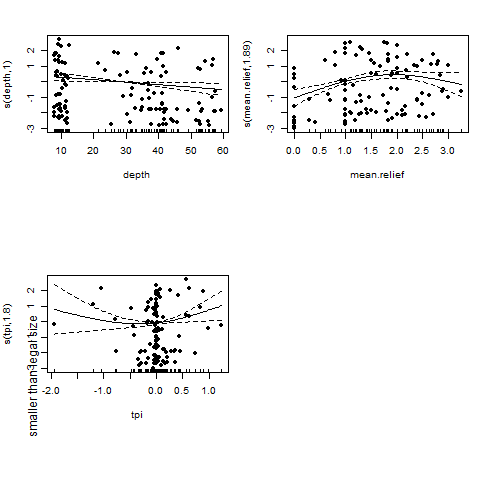 s(depth,1)
-3 -1 1 2
10 20 30 40 50 60
depth
s(mean.relief,1.89)
-3 -1 1 2
0.0 0.5 1.0 1.5 2.0 2.5 3.0
mean.relief
s(tpi,1.8)
smaller than legal size
1 2
-2.0 -1.0 0.0 0.5 1.0
tpi